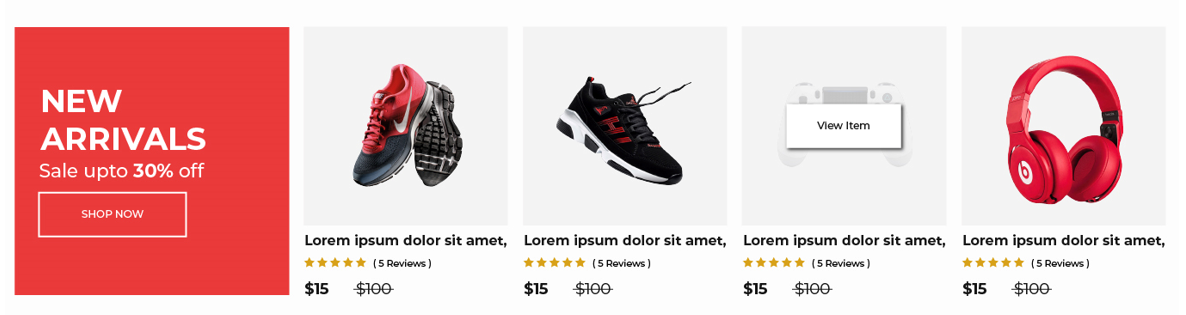 NEW
ARRIVALS
Sale upto 30% off
SHOP NOW
H
View Item
b
Lorem ipsum dolor sit amet,
( 5 Reviews )
$15 $100
Lorem ipsum dolor sit amet,
( 5 Reviews )
$15 $100
Lorem ipsum dolor sit amet,
( 5 Reviews )
$15 $100
Lorem ipsum dolor sit amet,
( 5 Reviews )
$15 $100